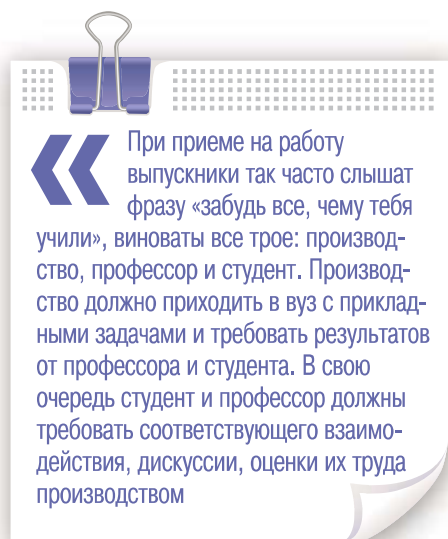 «При приеме на работу
выпускники так часто слышат
фразу «забудь все, чему тебя
учили», виноваты все трое: производ-
ство, профессор и студент. Производ-
ство должно приходить в вуз с приклад-
ными задачами и требовать результатов
от профессора и студента. В свою
очередь студент и профессор должны
требовать соответствующего взаимо-
действия, дискуссии, оценки их труда
производством